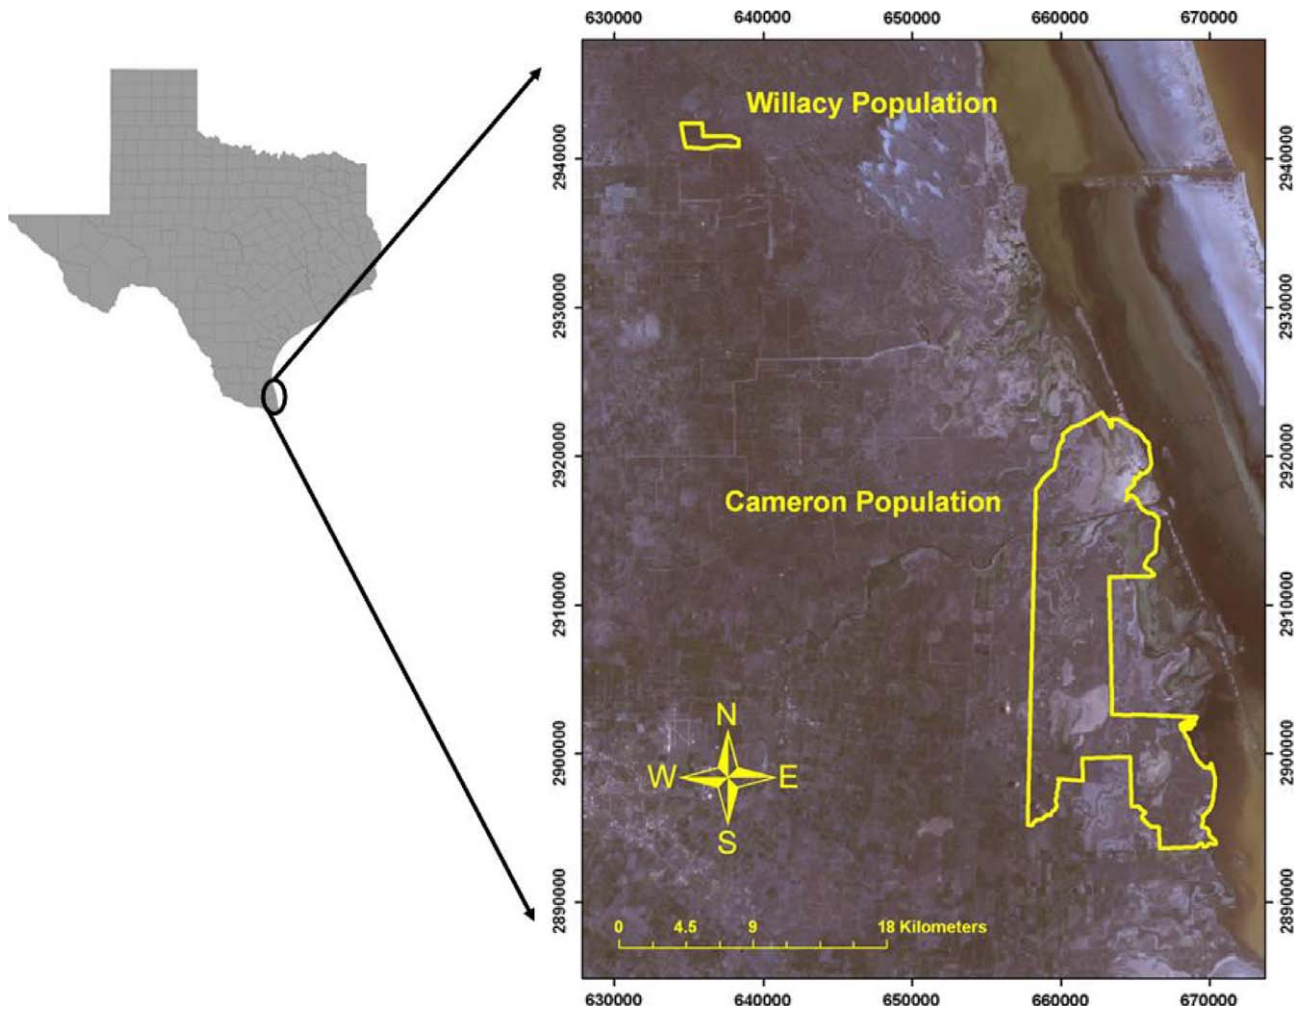 630000 640000 650000 660000 670000
Willacy Population
2940000 2940000
2930000 2930000
2920000 2920000
Cameron Population
2910000 2910000
2900000 2900000
N
W E
S
2890000 2890000
0 4.5 9 18 Kilometers
630000 640000 650000 660000 670000